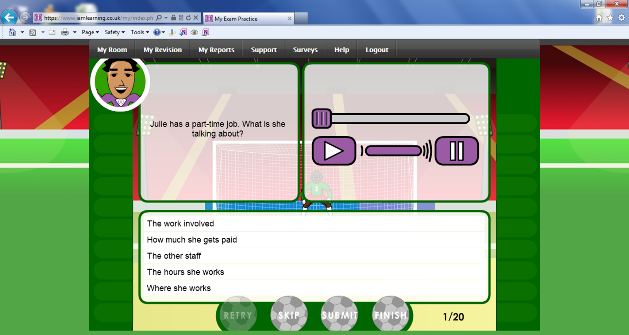 https://www.iamlearning.co.uk/my/index.ph
My Exam Practice
Page
Safety
Tools
My Room My Revision My Reports Support Surveys Help Logout
Julie has a part-time job. What is she
talking about?
The work involved
How much she gets paid
The other staff
The hours she works
Where she works
RETRY SKIP SUBMIT FINISH 1/20